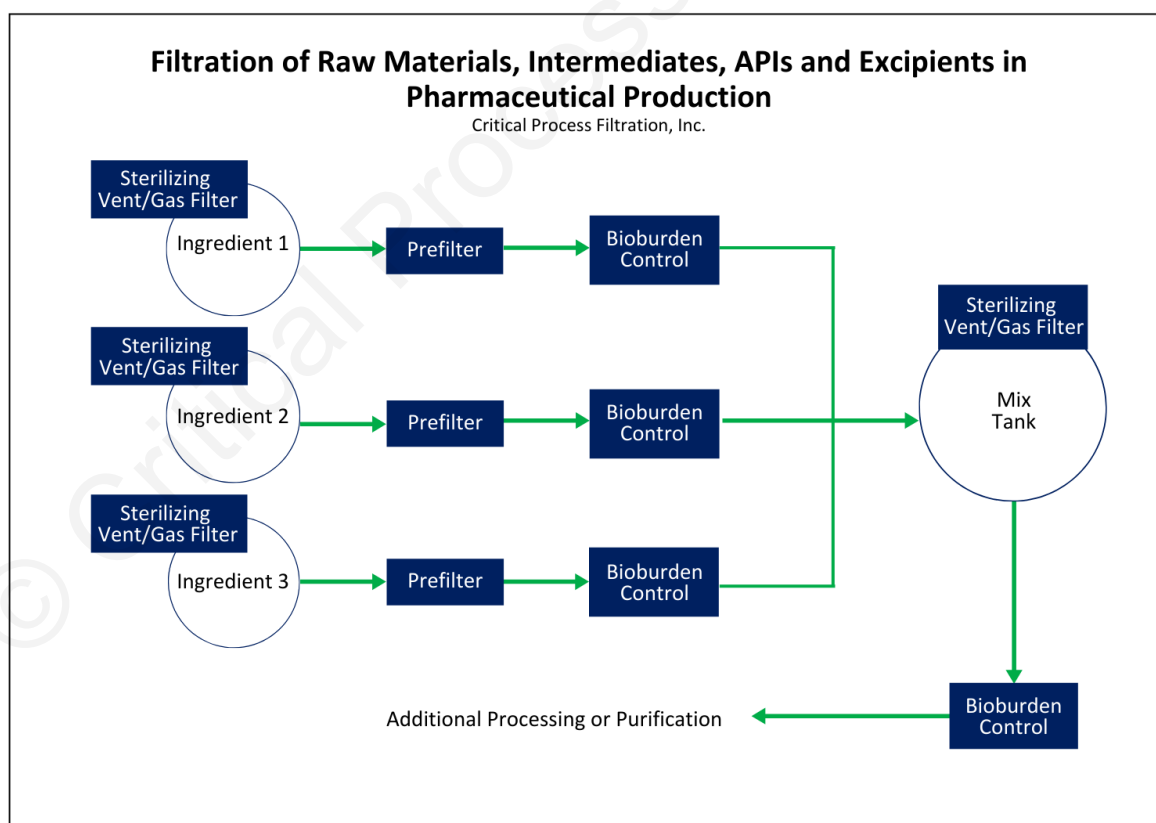 Filtration of Raw Materials, Intermediates, APIs and Excipients in
Pharmaceutical Production
Critical Process Filtration, Inc.
Sterilizing
Vent/Gas Filter
Ingredient 1
Prefilter
Bioburden
Control
Sterilizing
Vent/Gas Filter
Ingredient 2
Prefilter
Bioburden
Control
Sterilizing
Vent/Gas Filter
Ingredient 3
Prefilter
Bioburden
Control
Sterilizing
Vent/Gas Filter
Mix
Tank
Bioburden
Control
Additional Processing or Purification
© Critical Process